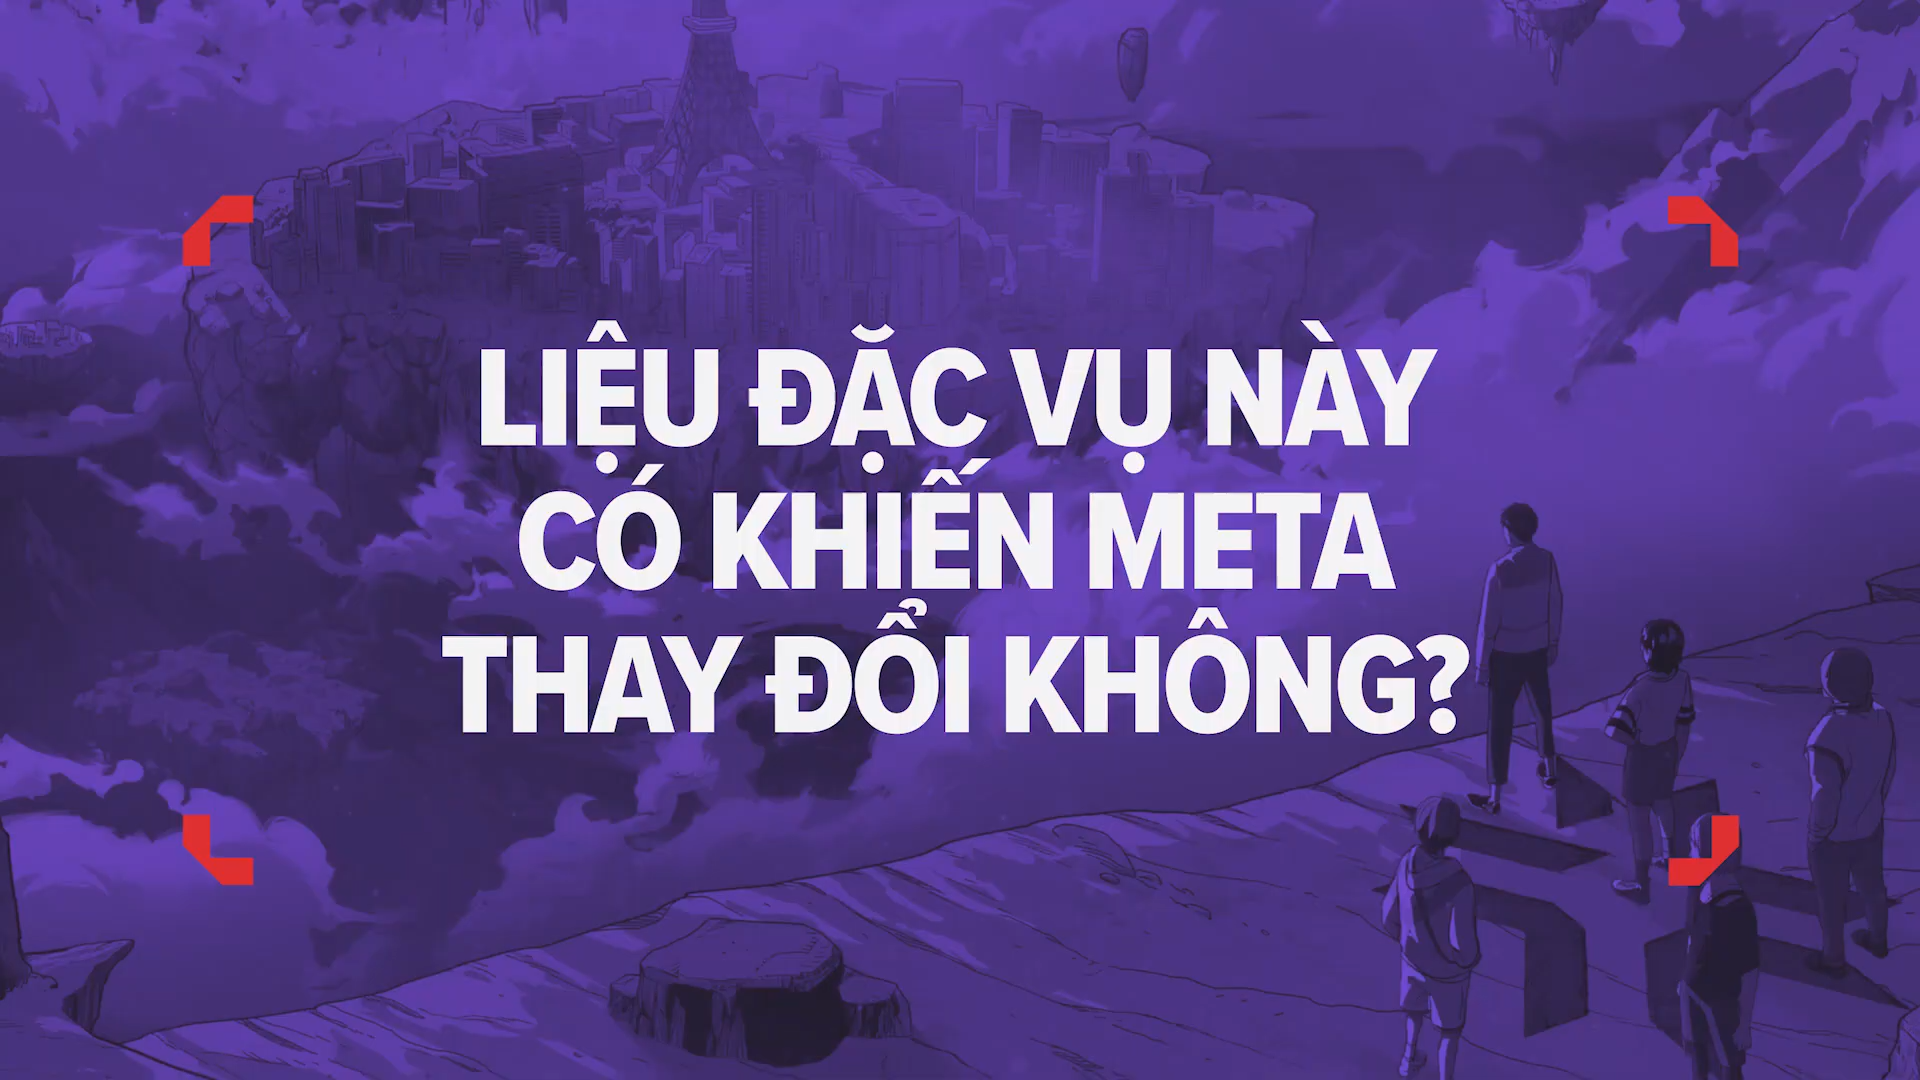 LIỆU ĐẶC VỤ NÀY
CÓ KHIẾN META
THAY ĐỔI KHÔNG?